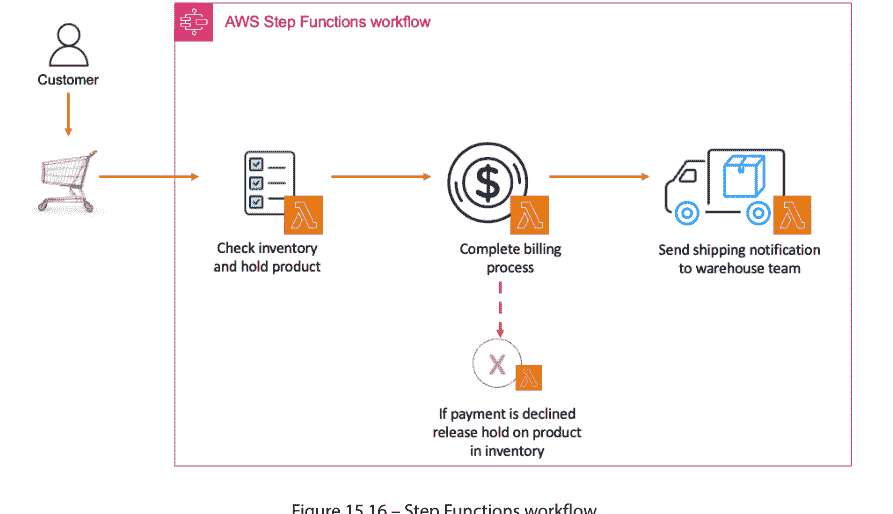 AWS Step Functions workflow
Customer
Check inventory
and hold product
Complete billing
process
Send shipping notification
to warehouse team
$
X
If payment is declined
release hold on product
in inventory
Figure 15.16 – Step Functions workflow